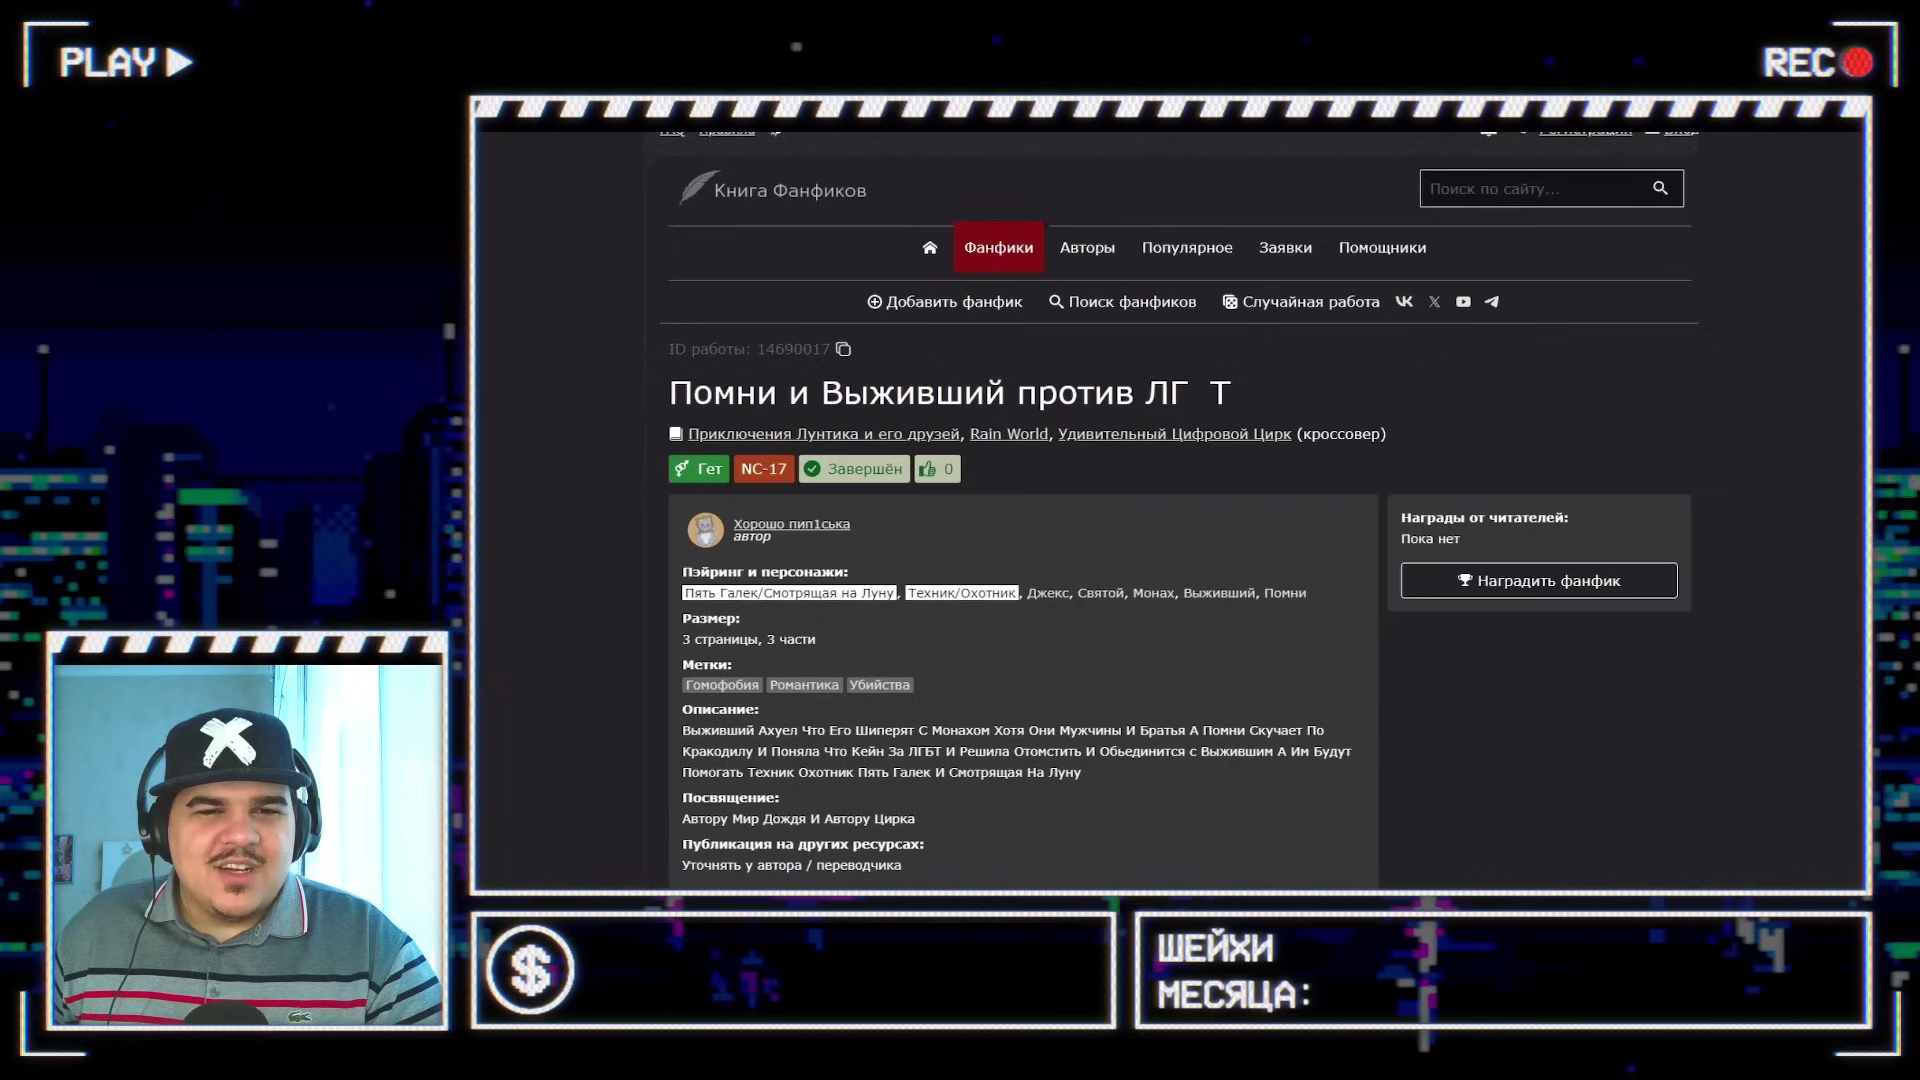 PLAY
REC
FAQ Правила
Регистрация Вход
Книга Фанфиков
Поиск по сайту...
Фанфики Авторы Популярное Заявки Помощники
Добавить фанфик Поиск фанфиков Случайная работа
ID работы: 14690017
Помни и Выживший против ЛГ Т
Приключения Лунтика и его друзей, Rain World, Удивительный Цифровой Цирк (кроссовер)
Гет NC-17 Завершён 0
Хорошо пип1ська
автор
Награды от читателей:
Пока нет
Наградить фанфик
Пэйринг и персонажи:
Пять Галек/Смотрящая на Луну, Техник/Охотник, Джекс, Святой, Монах, Выживший, Помни
Размер:
3 страницы, 3 части
Метки:
Гомофобия Романтика Убийства
Описание:
Выживший Ахуел Что Его Шиперят С Монахом Хотя Они Мужчины И Братья А Помни Скучает По
Кракодилу И Поняла Что Кейн За ЛГБТ И Решила Отомстить И Обьединится с Выжившим А Им Будут
Помогать Техник Охотник Пять Галек И Смотрящая На Луну
Посвящение:
Автору Мир Дождя И Автору Цирка
Публикация на других ресурсах:
Уточнять у автора / переводчика
$
ШЕЙХИ
МЕСЯЦА: